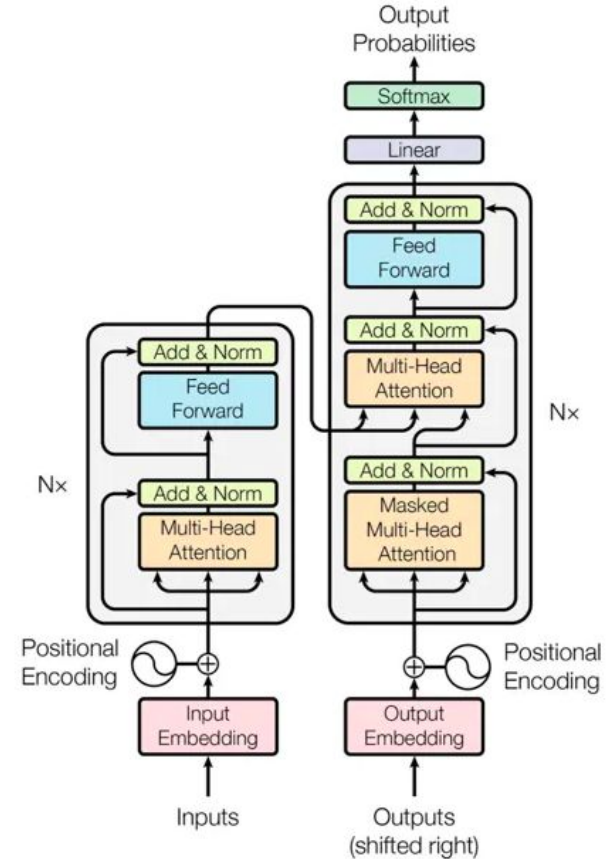 Output
Probabilities
Softmax
Linear
Add & Norm
Feed
Forward
Add & Norm
Multi-Head
Attention
Nx
Add & Norm
Masked
Multi-Head
Attention
Add & Norm
Feed
Forward
Nx
Add & Norm
Multi-Head
Attention
Positional
Encoding
Positional
Encoding
Input
Embedding
Output
Embedding
Inputs
Outputs
(shifted right)